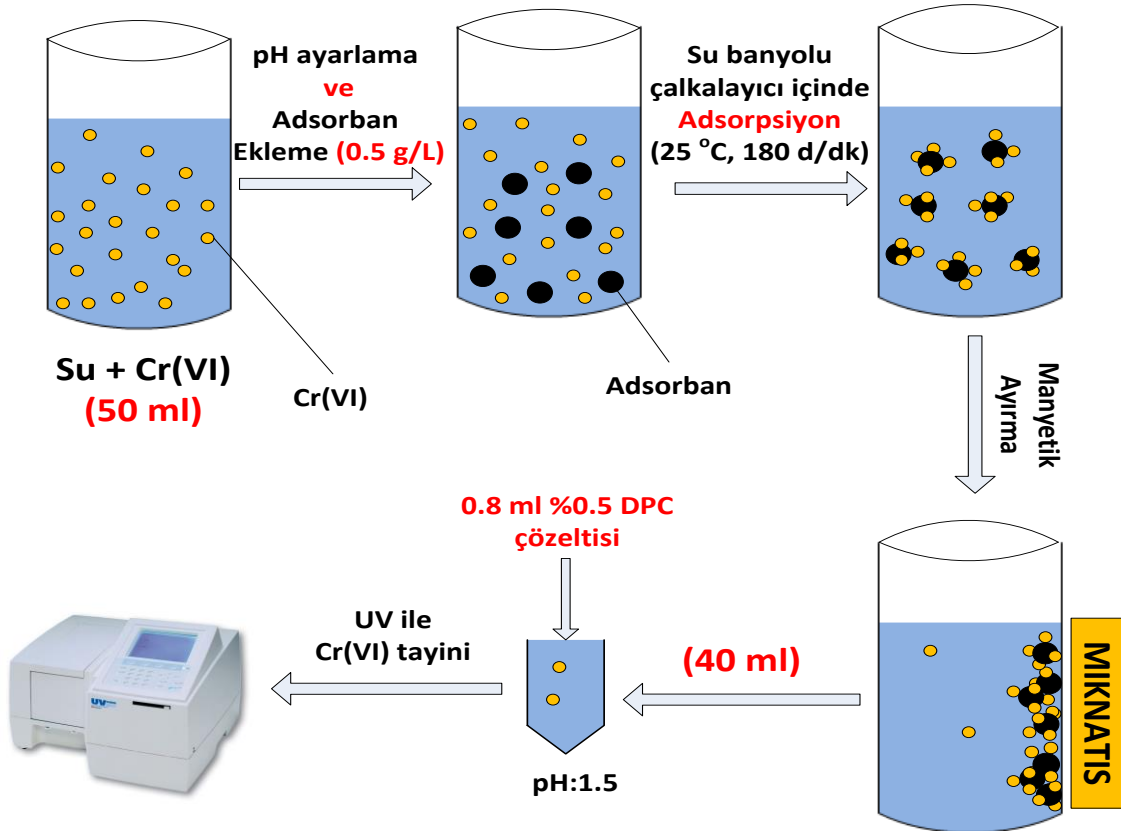 pH ayarlama
ve
Adsorban
Ekleme (0.5 g/L)
Su banyolu
çalkalayıcı içinde
Adsorpsiyon
(25 °C, 180 d/dk)
Su + Cr(VI)
(50 ml)
Cr(VI)
Adsorban
Manyetik
Ayırma
0.8 ml %0.5 DPC
çözeltisi
UV ile
Cr(VI) tayini
(40 ml)
MIKNATIS
pH:1.5
UV